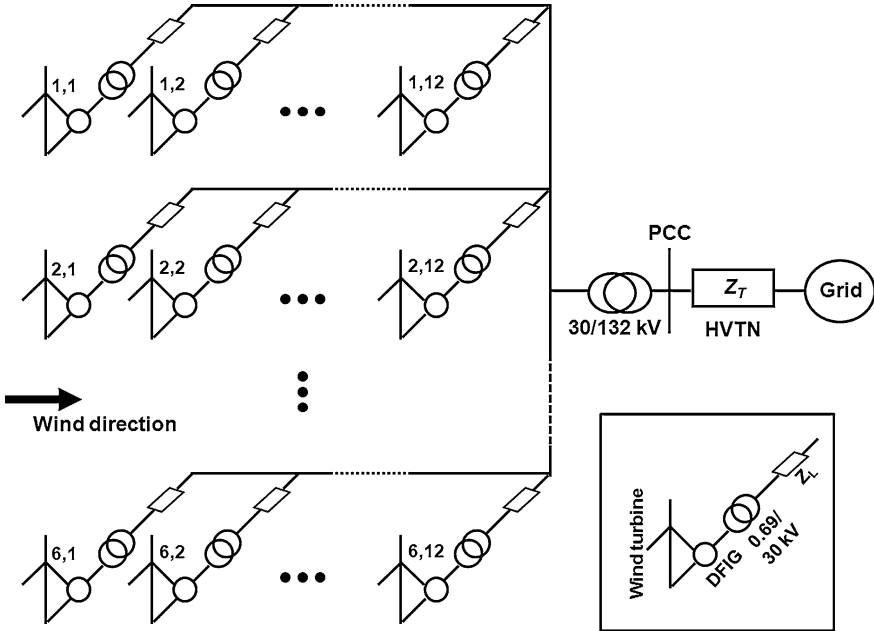 1,1
1,2
1,12
2,1
2,2
2,12
PCC
Z_T
Grid
30/132 kV
HVTN
Wind direction
6,1
6,2
6,12
Wind turbine
DFIG
0.69/
30 kV
Z_L